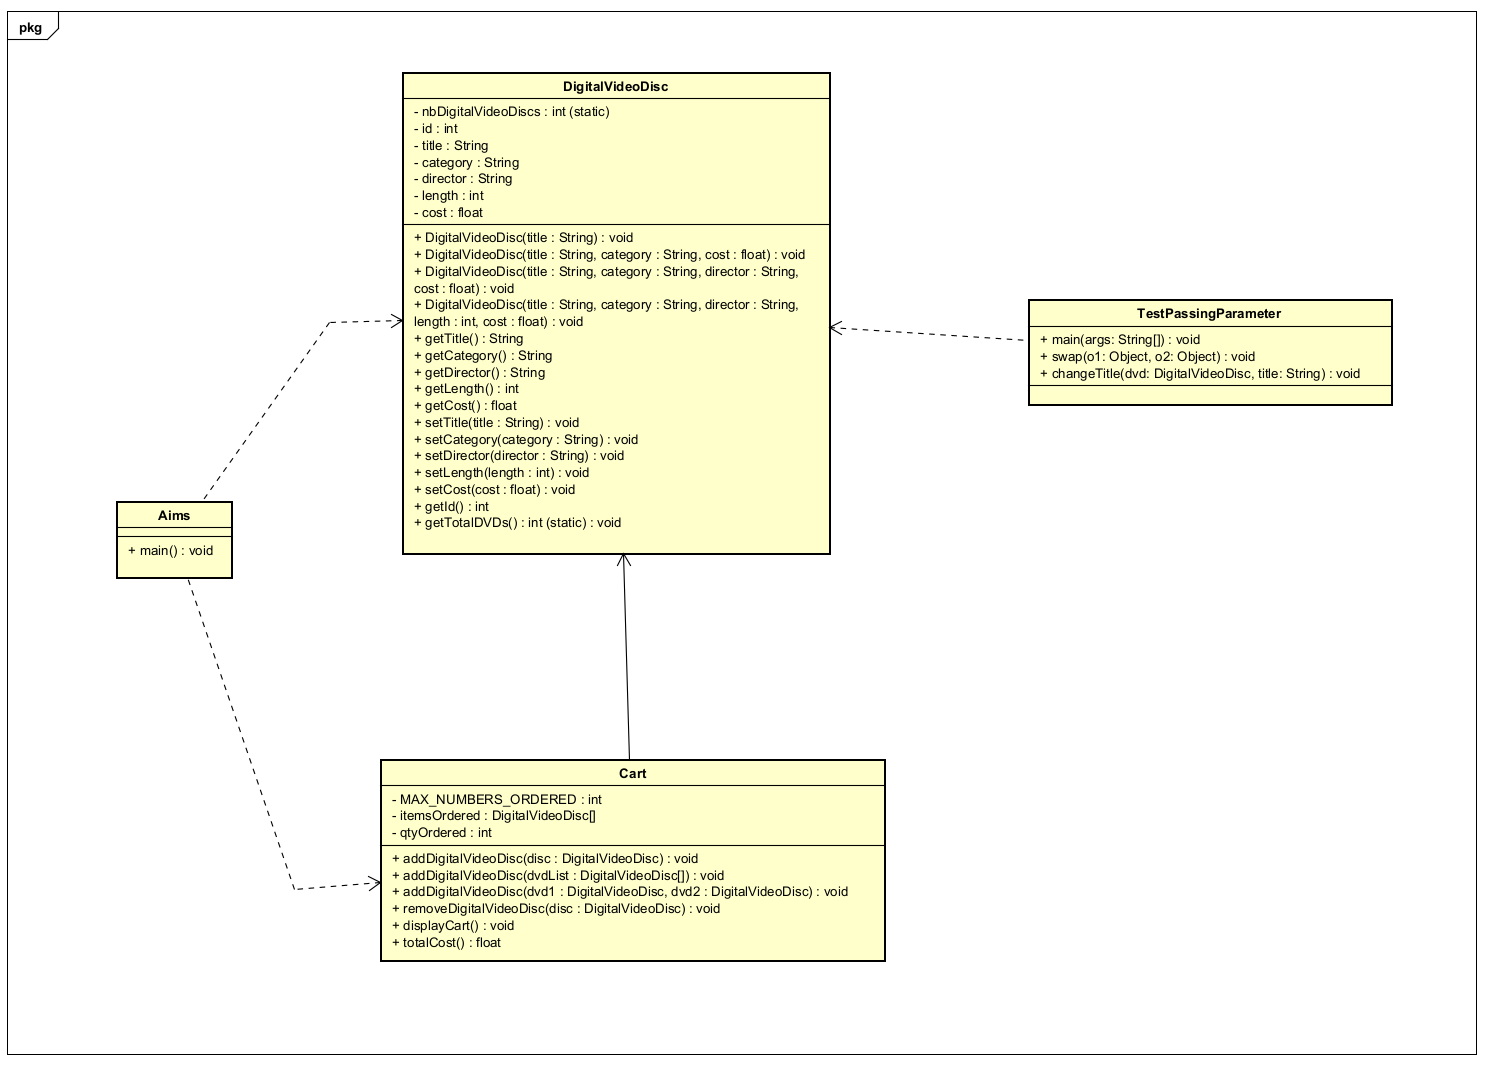 pkg
DigitalVideoDisc
- nbDigitalVideoDiscs : int (static)
- id : int
- title : String
- category : String
- director : String
- length : int
- cost : float
+ DigitalVideoDisc(title : String) : void
+ DigitalVideoDisc(title : String, category : String, cost : float) : void
+ DigitalVideoDisc(title : String, category : String, director : String,
cost : float) : void
+ DigitalVideoDisc(title : String, category : String, director : String,
length : int, cost : float) : void
+ getTitle() : String
+ getCategory() : String
+ getDirector() : String
+ getLength() : int
+ getCost() : float
+ setTitle(title : String) : void
+ setCategory(category : String) : void
+ setDirector(director : String) : void
+ setLength(length : int) : void
+ setCost(cost : float) : void
+ getId() : int
+ getTotalDVDs() : int (static) : void
TestPassingParameter
+ main(args: String[]) : void
+ swap(o1: Object, o2: Object) : void
+ changeTitle(dvd: DigitalVideoDisc, title: String) : void
Aims
+ main() : void
Cart
- MAX_NUMBERS_ORDERED : int
- itemsOrdered : DigitalVideoDisc[]
- qtyOrdered : int
+ addDigitalVideoDisc(disc : DigitalVideoDisc) : void
+ addDigitalVideoDisc(dvdList : DigitalVideoDisc[]) : void
+ addDigitalVideoDisc(dvd1 : DigitalVideoDisc, dvd2 : DigitalVideoDisc) : void
+ removeDigitalVideoDisc(disc : DigitalVideoDisc) : void
+ displayCart() : void
+ totalCost() : float